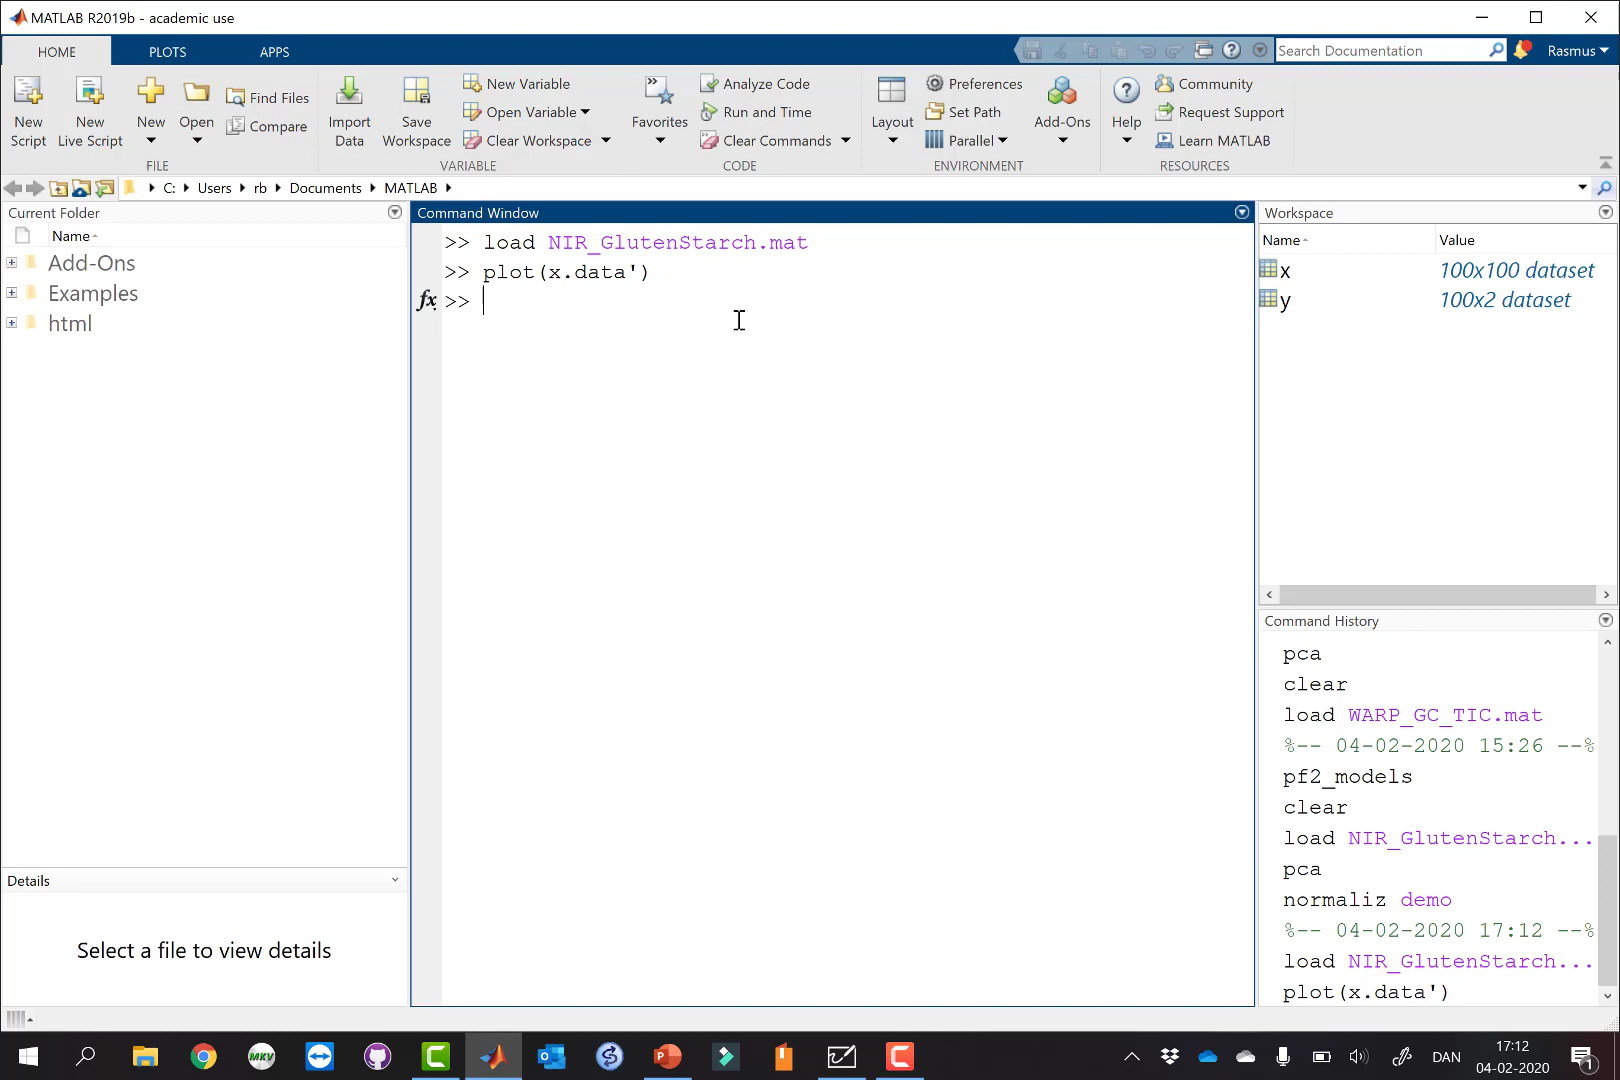 MATLAB R2019b - academic use
HOME PLOTS APPS
Search Documentation
Rasmus
New Script
New Live Script
New
Open
Find Files
Compare
FILE
Import Data
Save Workspace
New Variable
Open Variable
Clear Workspace
VARIABLE
Favorites
Analyze Code
Run and Time
Clear Commands
CODE
Layout
Preferences
Set Path
Parallel
Add-Ons
ENVIRONMENT
Help
Community
Request Support
Learn MATLAB
RESOURCES
C: Users rb Documents MATLAB
Current Folder
Name
Add-Ons
Examples
html
Details
Select a file to view details
Command Window
>> load NIR_GlutenStarch.mat
>> plot(x.data')
fx >>
Workspace
Name Value
x 100x100 dataset
y 100x2 dataset
Command History
pca
clear
load WARP_GC_TIC.mat
%-- 04-02-2020 15:26 --%
pf2_models
clear
load NIR_GlutenStarch...
pca
normaliz demo
%-- 04-02-2020 17:12 --%
load NIR_GlutenStarch...
plot(x.data')
MKV
DAN
17:12
04-02-2020
1